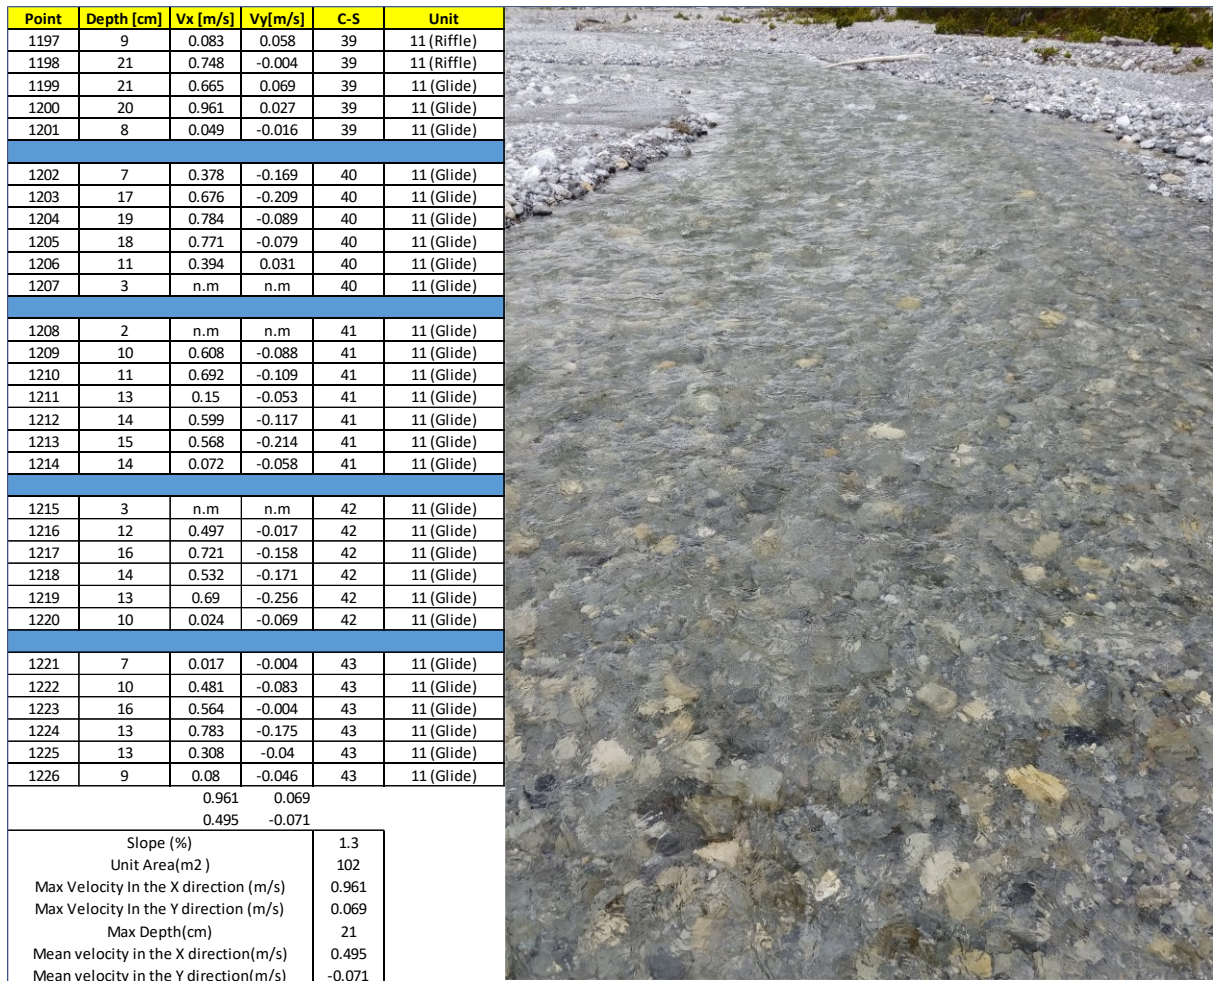 Point Depth [cm] Vx [m/s] Vy[m/s] C-S Unit
1197 9 0.083 0.058 39 11 (Riffle)
1198 21 0.748 -0.004 39 11 (Riffle)
1199 21 0.665 0.069 39 11 (Glide)
1200 20 0.961 0.027 39 11 (Glide)
1201 8 0.049 -0.016 39 11 (Glide)
1202 7 0.378 -0.169 40 11 (Glide)
1203 17 0.676 -0.209 40 11 (Glide)
1204 19 0.784 -0.089 40 11 (Glide)
1205 18 0.771 -0.079 40 11 (Glide)
1206 11 0.394 0.031 40 11 (Glide)
1207 3 n.m n.m 40 11 (Glide)
1208 2 n.m n.m 41 11 (Glide)
1209 10 0.608 -0.088 41 11 (Glide)
1210 11 0.692 -0.109 41 11 (Glide)
1211 13 0.15 -0.053 41 11 (Glide)
1212 14 0.599 -0.117 41 11 (Glide)
1213 15 0.568 -0.214 41 11 (Glide)
1214 14 0.072 -0.058 41 11 (Glide)
1215 3 n.m n.m 42 11 (Glide)
1216 12 0.497 -0.017 42 11 (Glide)
1217 16 0.721 -0.158 42 11 (Glide)
1218 14 0.532 -0.171 42 11 (Glide)
1219 13 0.69 -0.256 42 11 (Glide)
1220 10 0.024 -0.069 42 11 (Glide)
1221 7 0.017 -0.004 43 11 (Glide)
1222 10 0.481 -0.083 43 11 (Glide)
1223 16 0.564 -0.004 43 11 (Glide)
1224 13 0.783 -0.175 43 11 (Glide)
1225 13 0.308 -0.04 43 11 (Glide)
1226 9 0.08 -0.046 43 11 (Glide)
0.961 0.069
0.495 -0.071
Slope (%) 1.3
Unit Area(m2 ) 102
Max Velocity In the X direction (m/s) 0.961
Max Velocity In the Y direction (m/s) 0.069
Max Depth(cm) 21
Mean velocity in the X direction(m/s) 0.495
Mean velocity in the Y direction(m/s) -0.071